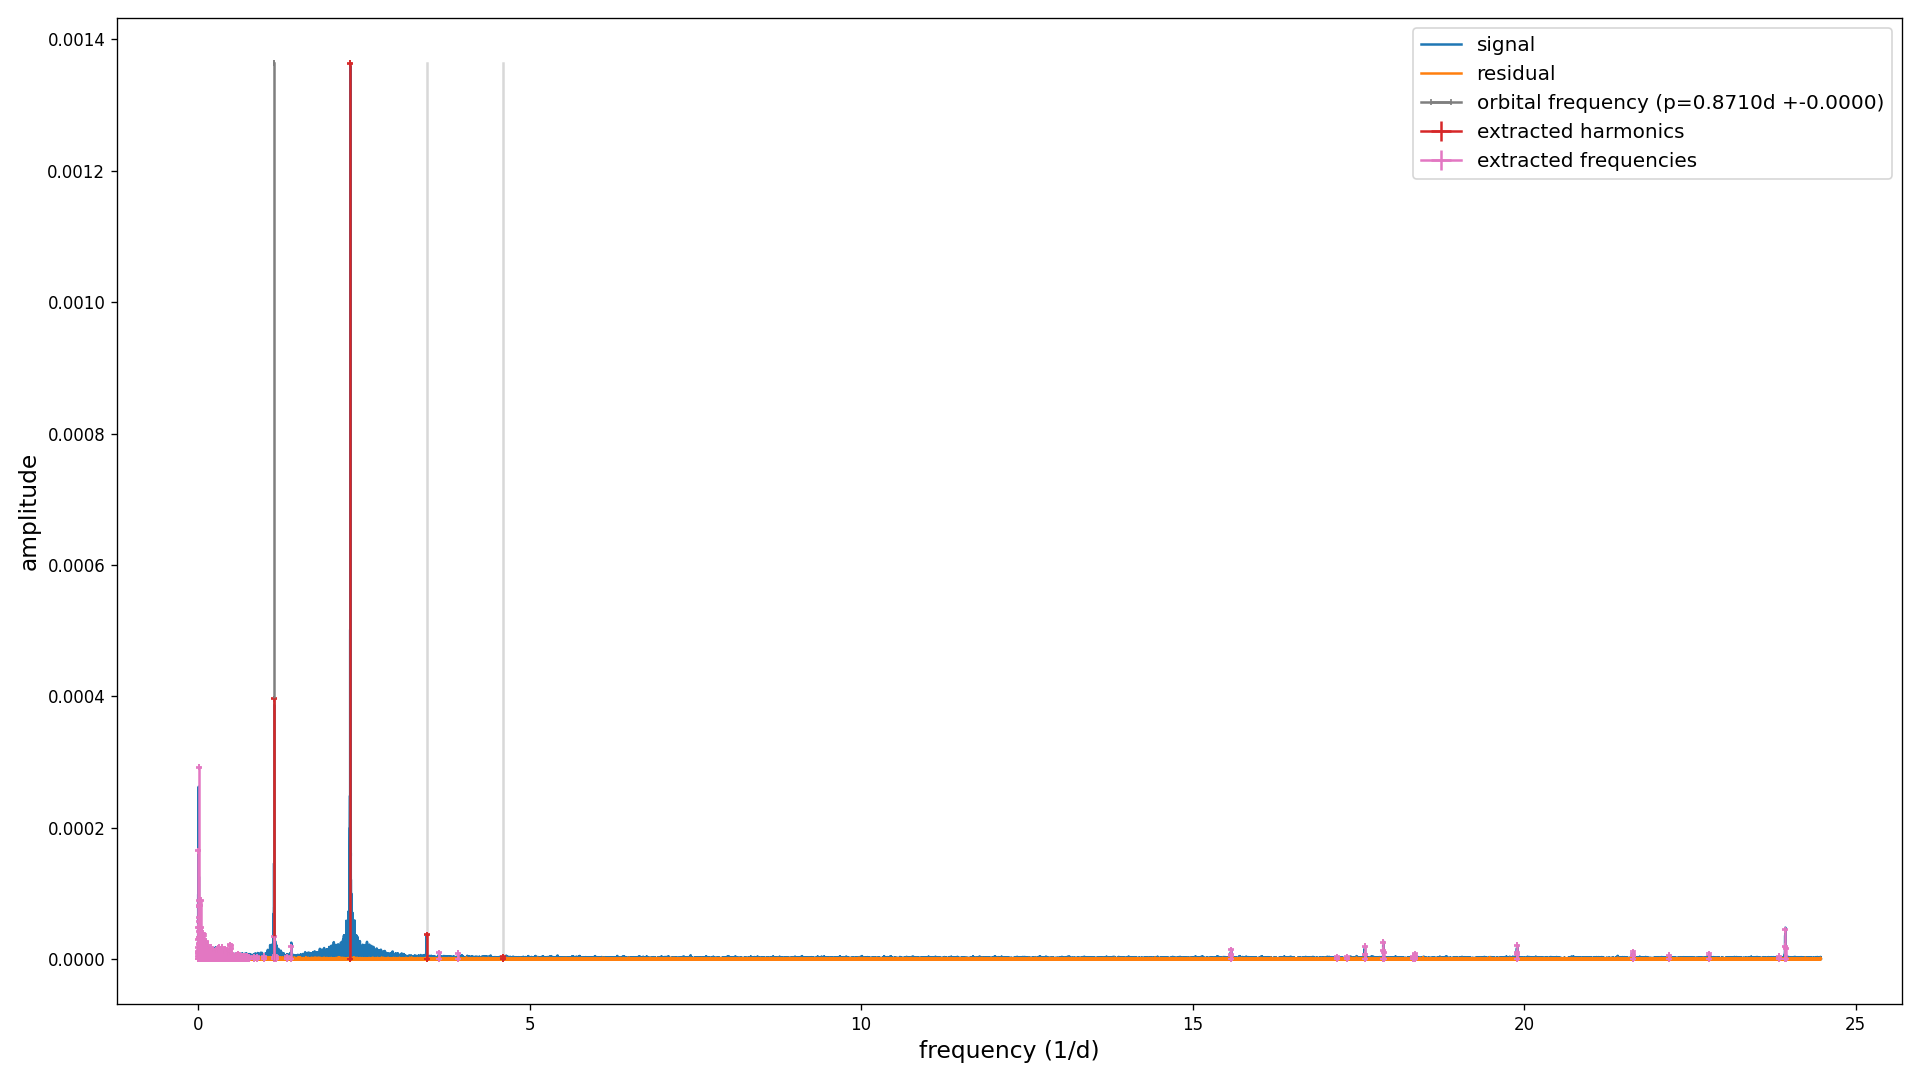 0.0014
0.0012
0.0010
0.0008
0.0006
0.0004
0.0002
0.0000
amplitude
signal
residual
orbital frequency (p=0.8710d +-0.0000)
extracted harmonics
extracted frequencies
0 5 10 15 20 25
frequency (1/d)